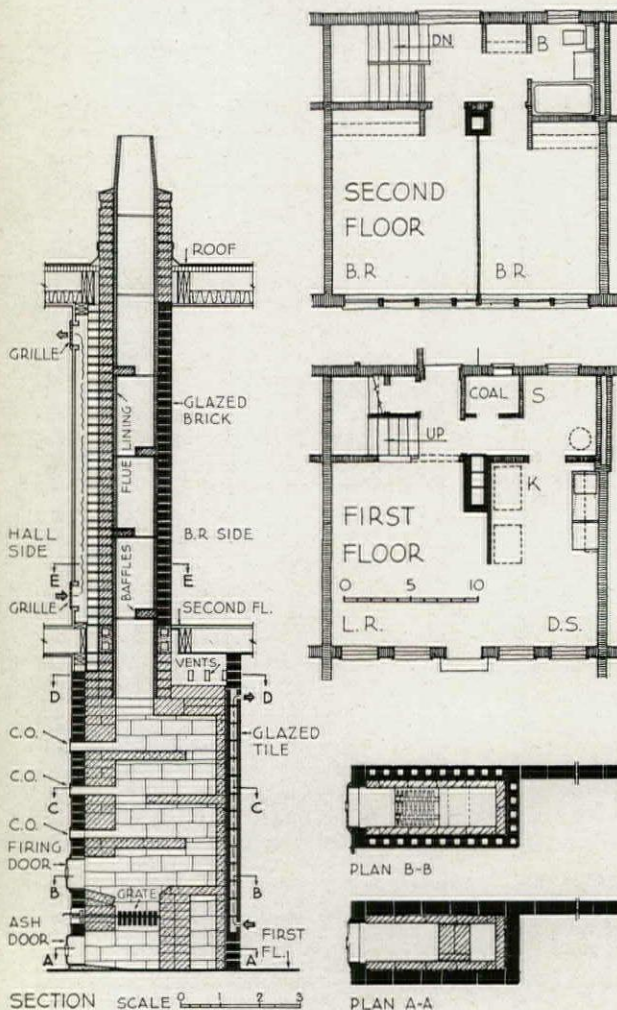 ROOF
GRILLE
GLAZED
BRICK
FLUE LINING
HALL
SIDE
B.R. SIDE
E
E
BAFFLES
GRILLE
SECOND FL.
VENTS
D
D
C.O.
GLAZED
TILE
C.O.
C
C
C.O.
FIRING
DOOR
B
B
GRATE
ASH
DOOR
FIRST
FL.
A
A
SECTION SCALE 0 1 2 3
DN
B
SECOND
FLOOR
B.R.
B.R.
COAL
S
UP
K
FIRST
FLOOR
0 5 10
L.R.
D.S.
PLAN B-B
PLAN A-A